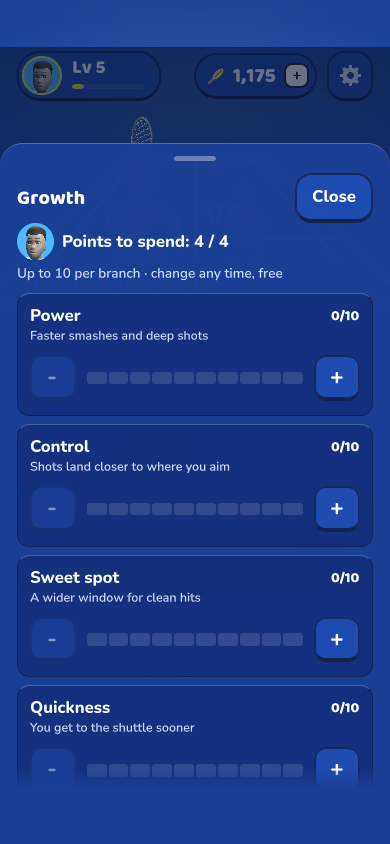 Lv 5
1,175
+
Growth
Close
Points to spend: 4 / 4
Up to 10 per branch · change any time, free
Power
0/10
Faster smashes and deep shots
-
+
Control
0/10
Shots land closer to where you aim
-
+
Sweet spot
0/10
A wider window for clean hits
-
+
Quickness
0/10
You get to the shuttle sooner
-
+